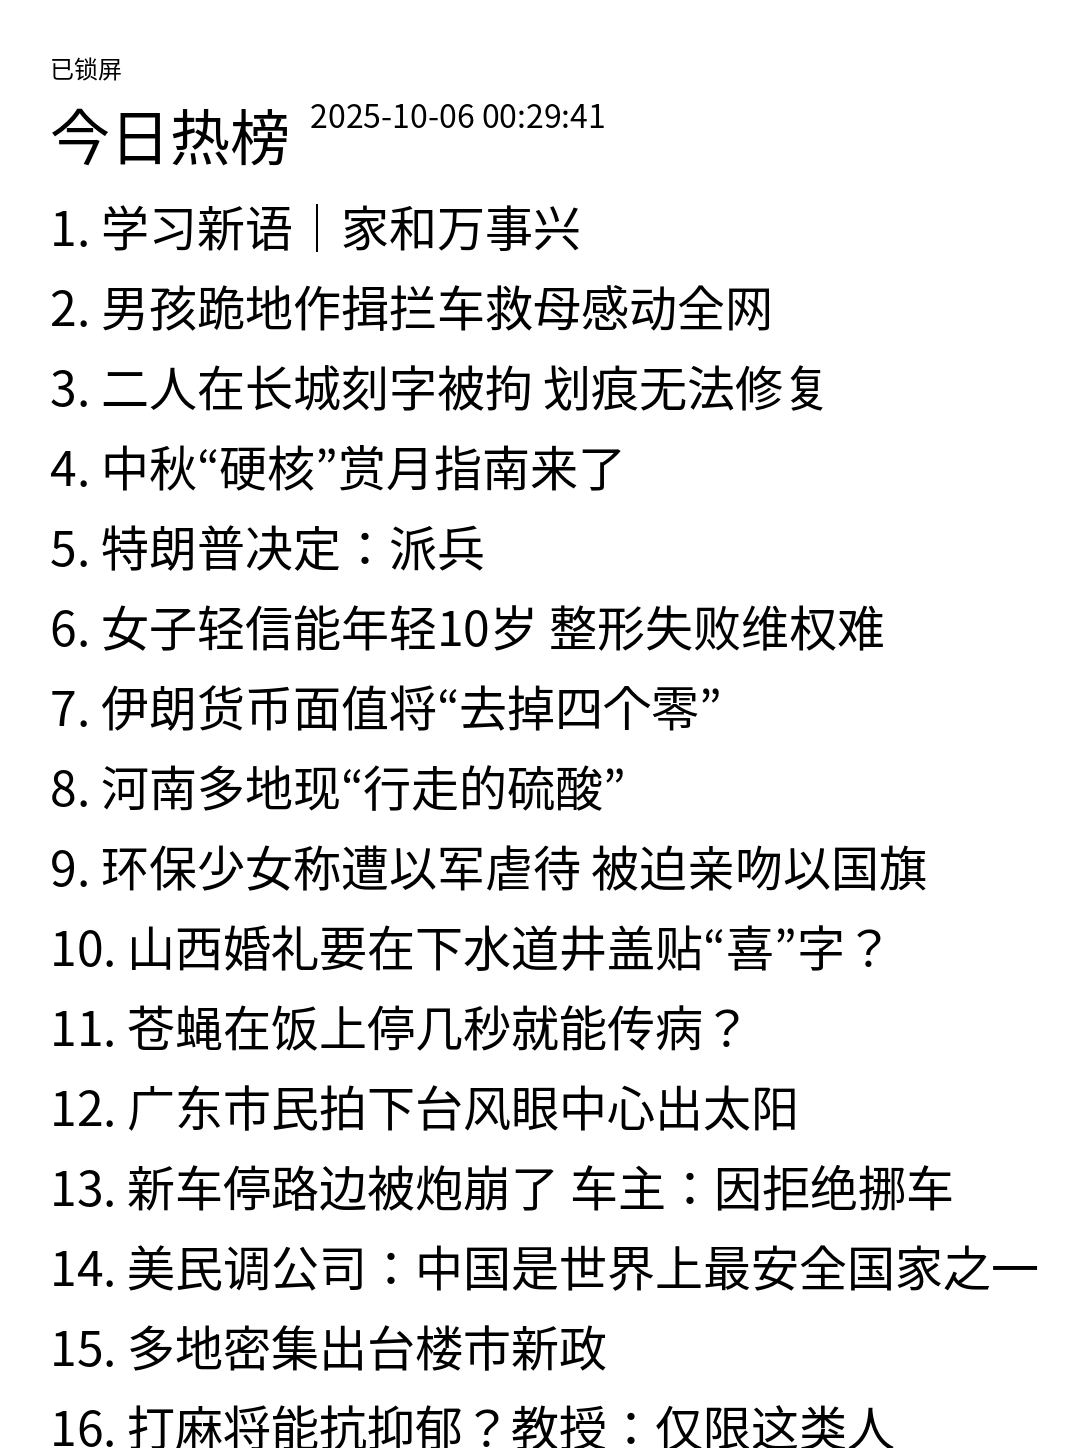 已锁屏
今日热榜 2025-10-06 00:29:41
1. 学习新语｜家和万事兴
2. 男孩跪地作揖拦车救母感动全网
3. 二人在长城刻字被拘 划痕无法修复
4. 中秋“硬核”赏月指南来了
5. 特朗普决定：派兵
6. 女子轻信能年轻10岁 整形失败维权难
7. 伊朗货币面值将“去掉四个零”
8. 河南多地现“行走的硫酸”
9. 环保少女称遭以军虐待 被迫亲吻以国旗
10. 山西婚礼要在下水道井盖贴“喜”字？
11. 苍蝇在饭上停几秒就能传病？
12. 广东市民拍下台风眼中心出太阳
13. 新车停路边被炮崩了 车主：因拒绝挪车
14. 美民调公司：中国是世界上最安全国家之一
15. 多地密集出台楼市新政
16. 打麻将能抗抑郁？教授：仅限这类人